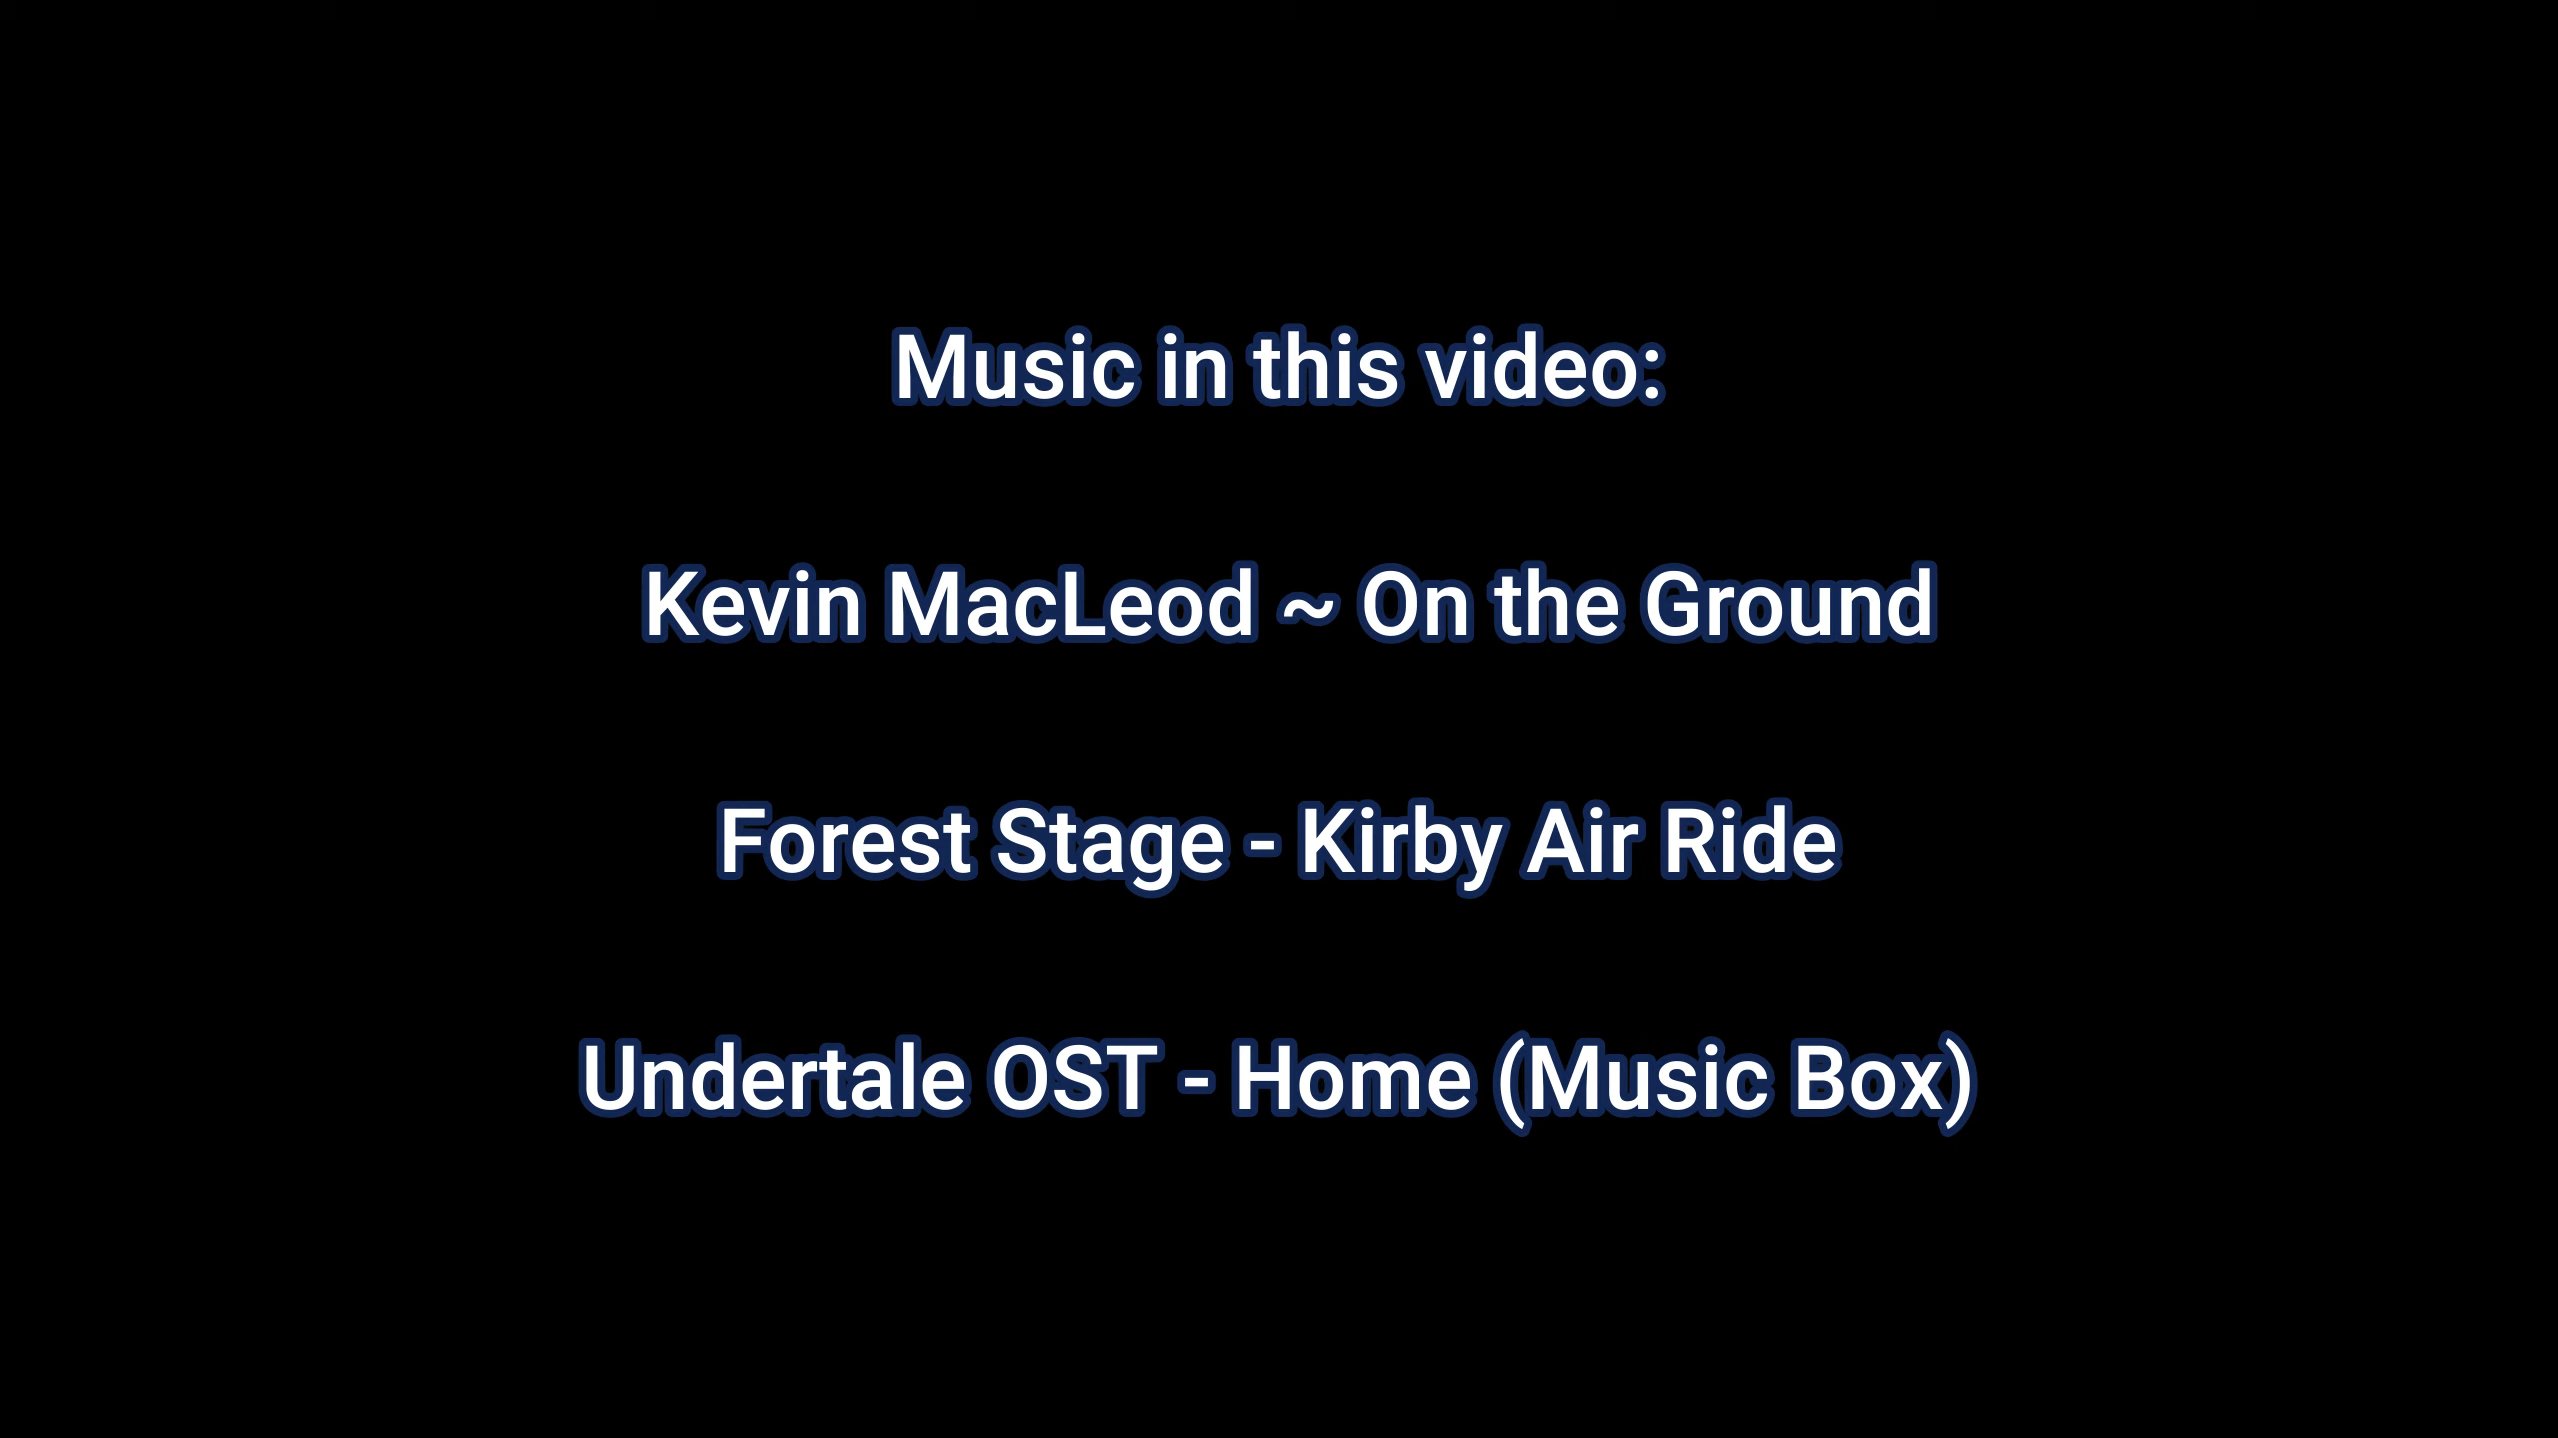 Music in this video:
Kevin MacLeod ~ On the Ground
Forest Stage - Kirby Air Ride
Undertale OST - Home (Music Box)